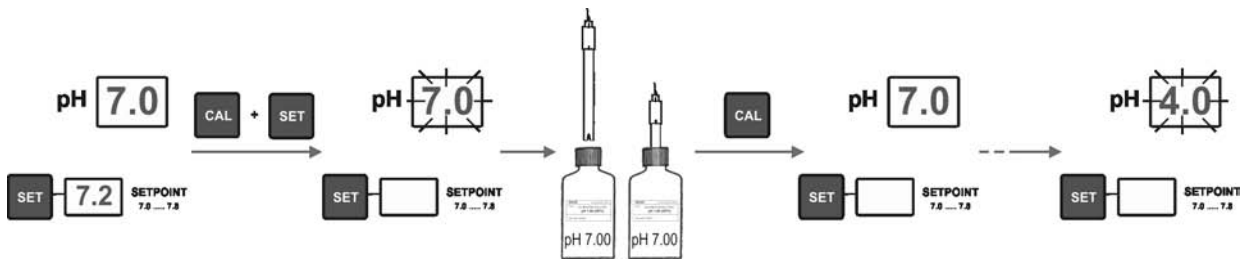 pH 7.0
SET 7.2 SETPOINT
7.0 ..... 7.8
CAL + SET
pH 7.0
SET SETPOINT
7.0 ..... 7.8
pH 7.00
pH 7.00
CAL
pH 7.0
SET SETPOINT
7.0 ..... 7.8
pH 4.0
SET SETPOINT
7.0 ..... 7.8